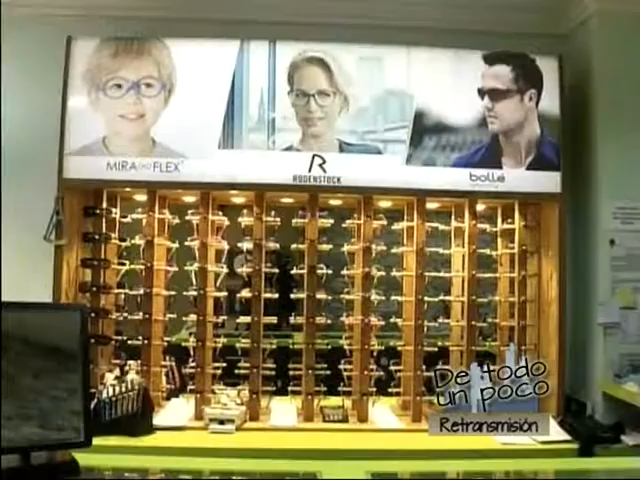 MIRAFLEX
R
RODENSTOCK
bollé
De todo
un poco
Retransmisión